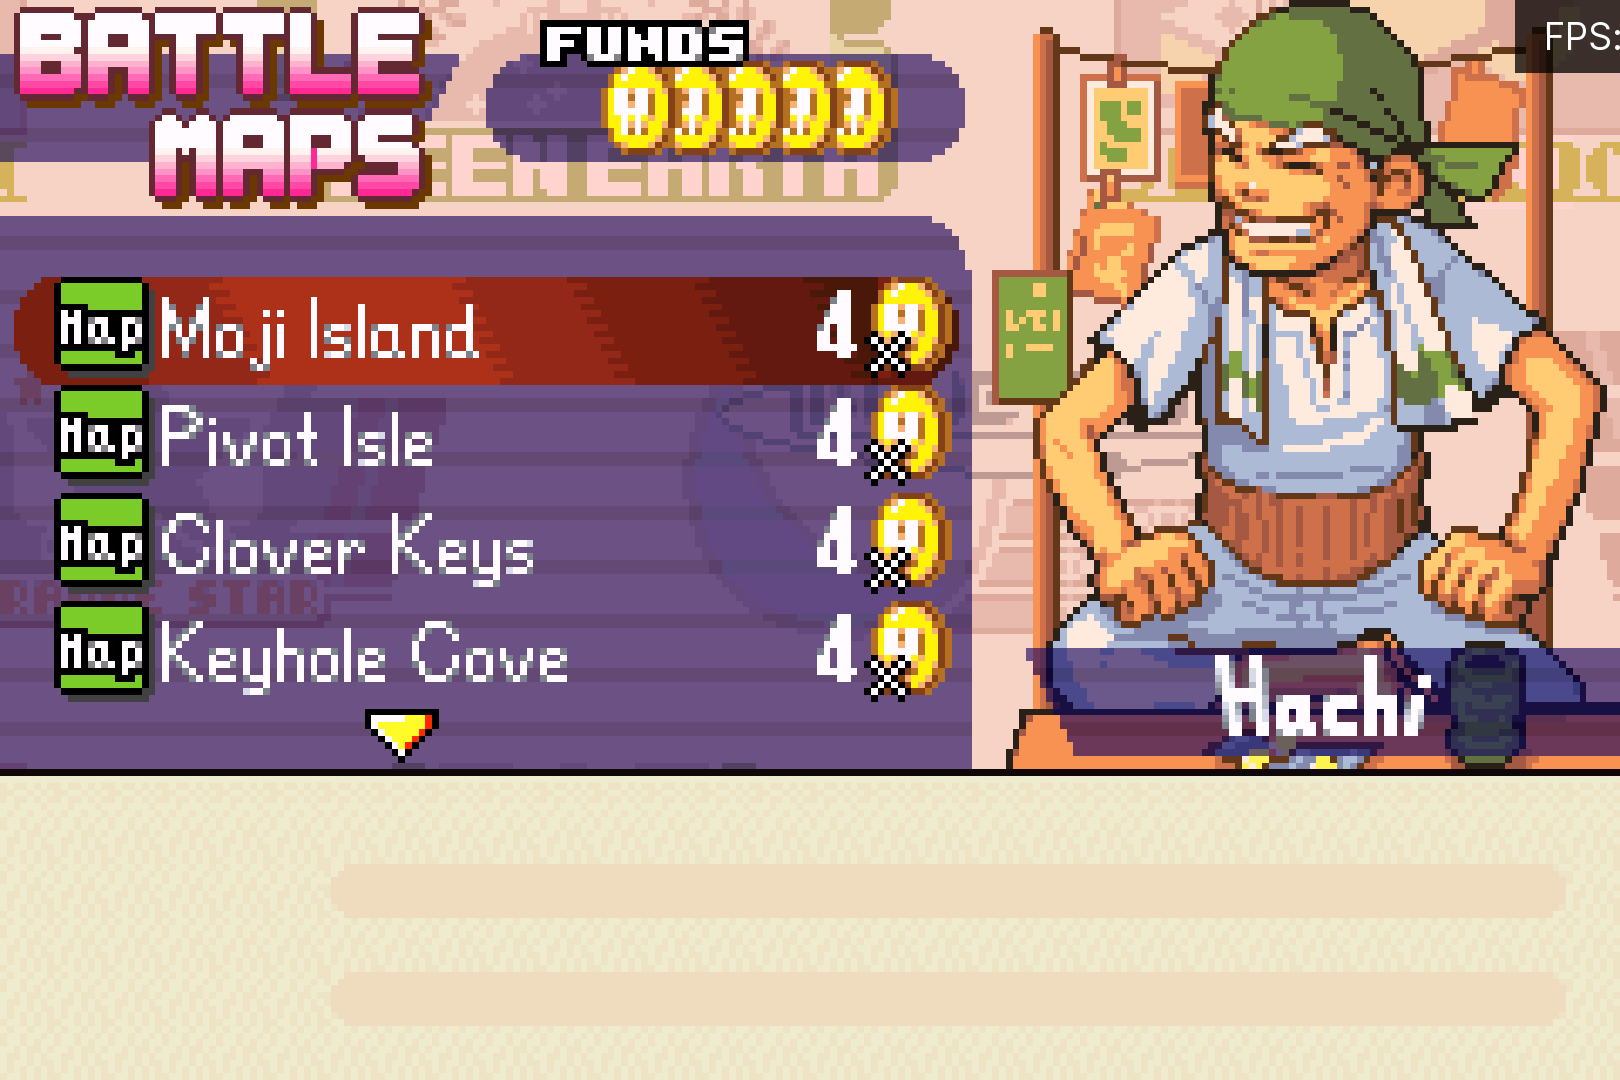 BATTLE
MAPS
FUNDS
FPS:
Map Moji Island 4
Map Pivot Isle 4
Map Clover Keys 4
Map Keyhole Cove 4
Hachi